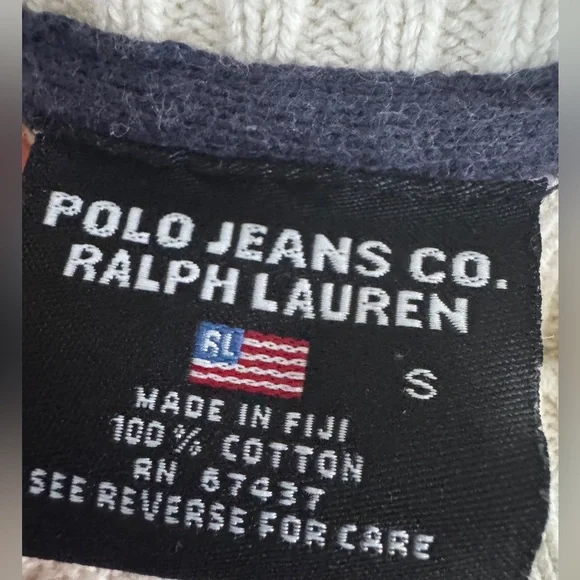 POLO JEANS CO.
RALPH LAUREN
RL
S
MADE IN FIJI
100% COTTON
RN 67437
SEE REVERSE FOR CARE